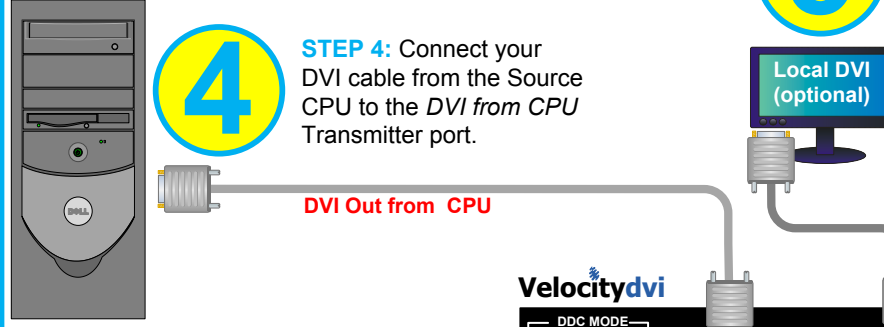 4
STEP 4: Connect your
DVI cable from the Source
CPU to the DVI from CPU
Transmitter port.
Local DVI
(optional)
DELL
DVI Out from  CPU
Velocitydvi
DDC MODE